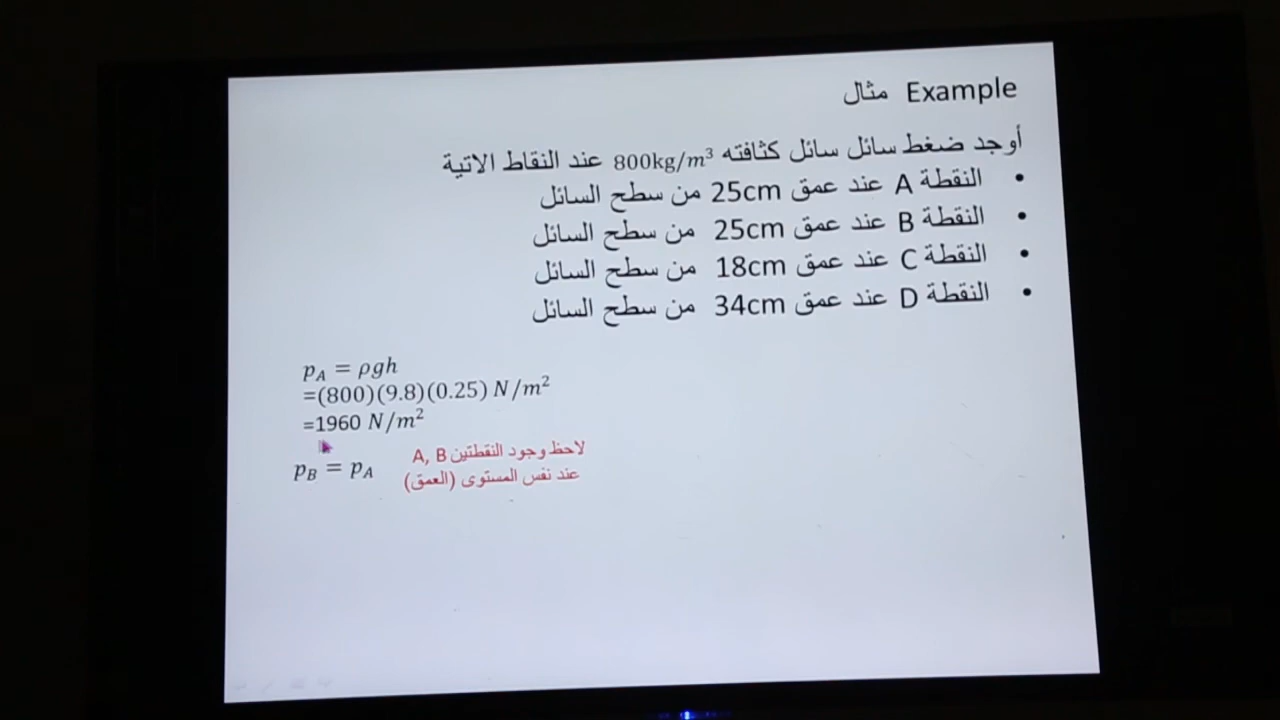 مثال Example
أوجد ضغط سائل سائل كثافته 800kg/m³ عند النقاط الاتية
• النقطة A عند عمق 25cm من سطح السائل
• النقطة B عند عمق 25cm من سطح السائل
• النقطة C عند عمق 18cm من سطح السائل
• النقطة D عند عمق 34cm من سطح السائل
p_A = ρgh
=(800)(9.8)(0.25) N/m²
=1960 N/m²
p_B = p_A
لاحظ وجود النقطتين A, B
عند نفس المستوى (العمق)